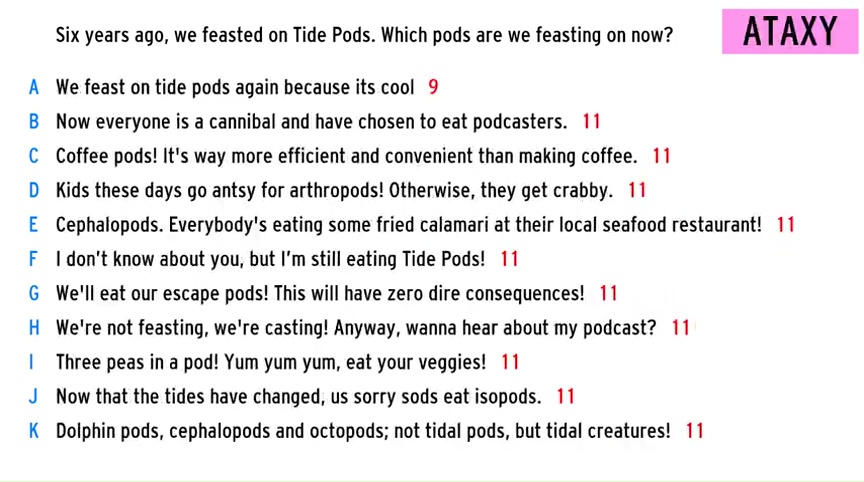 Six years ago, we feasted on Tide Pods. Which pods are we feasting on now?
ATAXY
A We feast on tide pods again because its cool 9
B Now everyone is a cannibal and have chosen to eat podcasters. 11
C Coffee pods! It's way more efficient and convenient than making coffee. 11
D Kids these days go antsy for arthropods! Otherwise, they get crabby. 11
E Cephalopods. Everybody's eating some fried calamari at their local seafood restaurant! 11
F I don't know about you, but I'm still eating Tide Pods! 11
G We'll eat our escape pods! This will have zero dire consequences! 11
H We're not feasting, we're casting! Anyway, wanna hear about my podcast? 11
I Three peas in a pod! Yum yum yum, eat your veggies! 11
J Now that the tides have changed, us sorry sods eat isopods. 11
K Dolphin pods, cephalopods and octopods; not tidal pods, but tidal creatures! 11